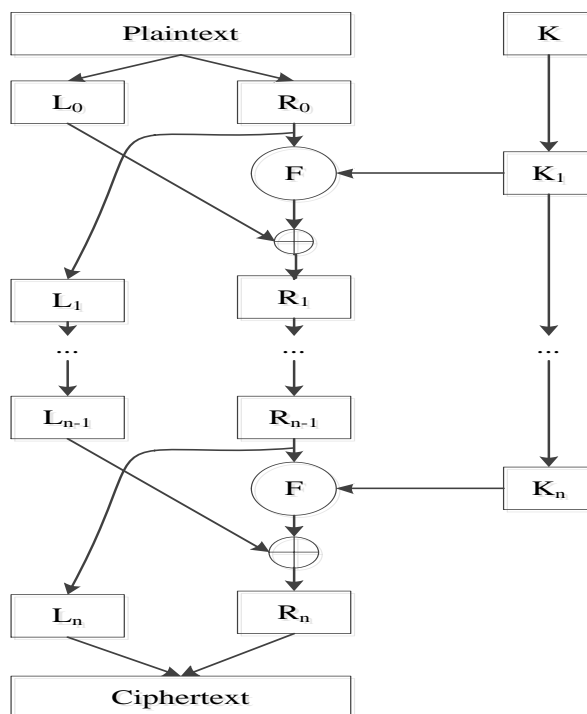 Plaintext K
L₀ R₀
F K₁
L₁ R₁
... ... ...
Lₙ₋₁ Rₙ₋₁
F Kₙ
Lₙ Rₙ
Ciphertext